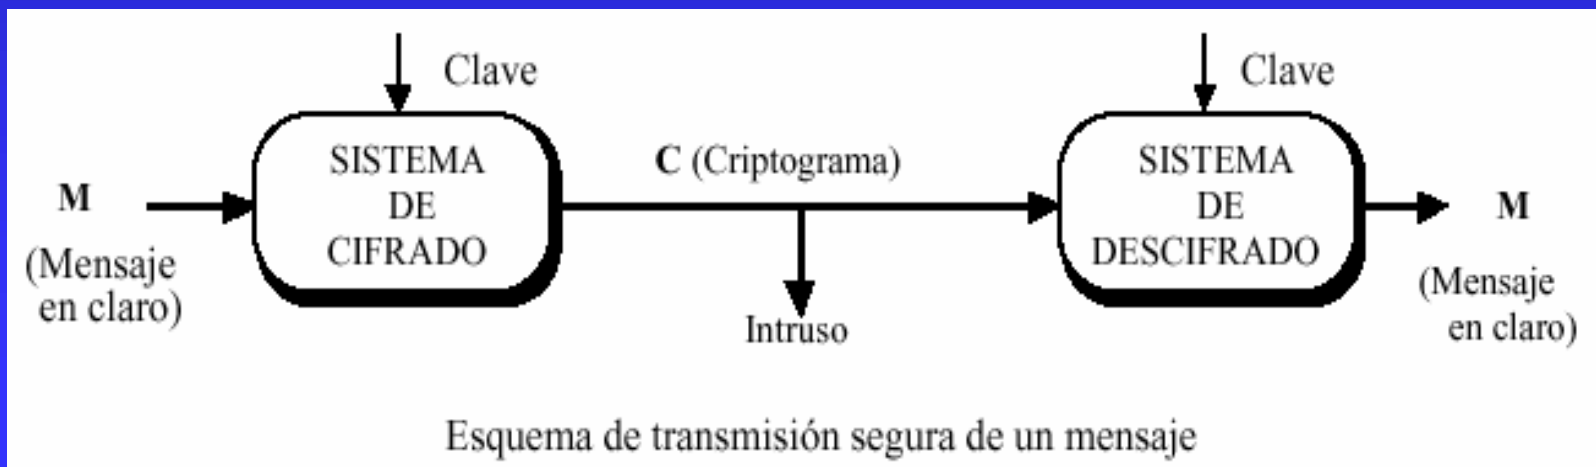 Clave
Clave
SISTEMA
DE
CIFRADO
C (Criptograma)
SISTEMA
DE
DESCIFRADO
M
(Mensaje
en claro)
M
(Mensaje
en claro)
Intruso
Esquema de transmisión segura de un mensaje